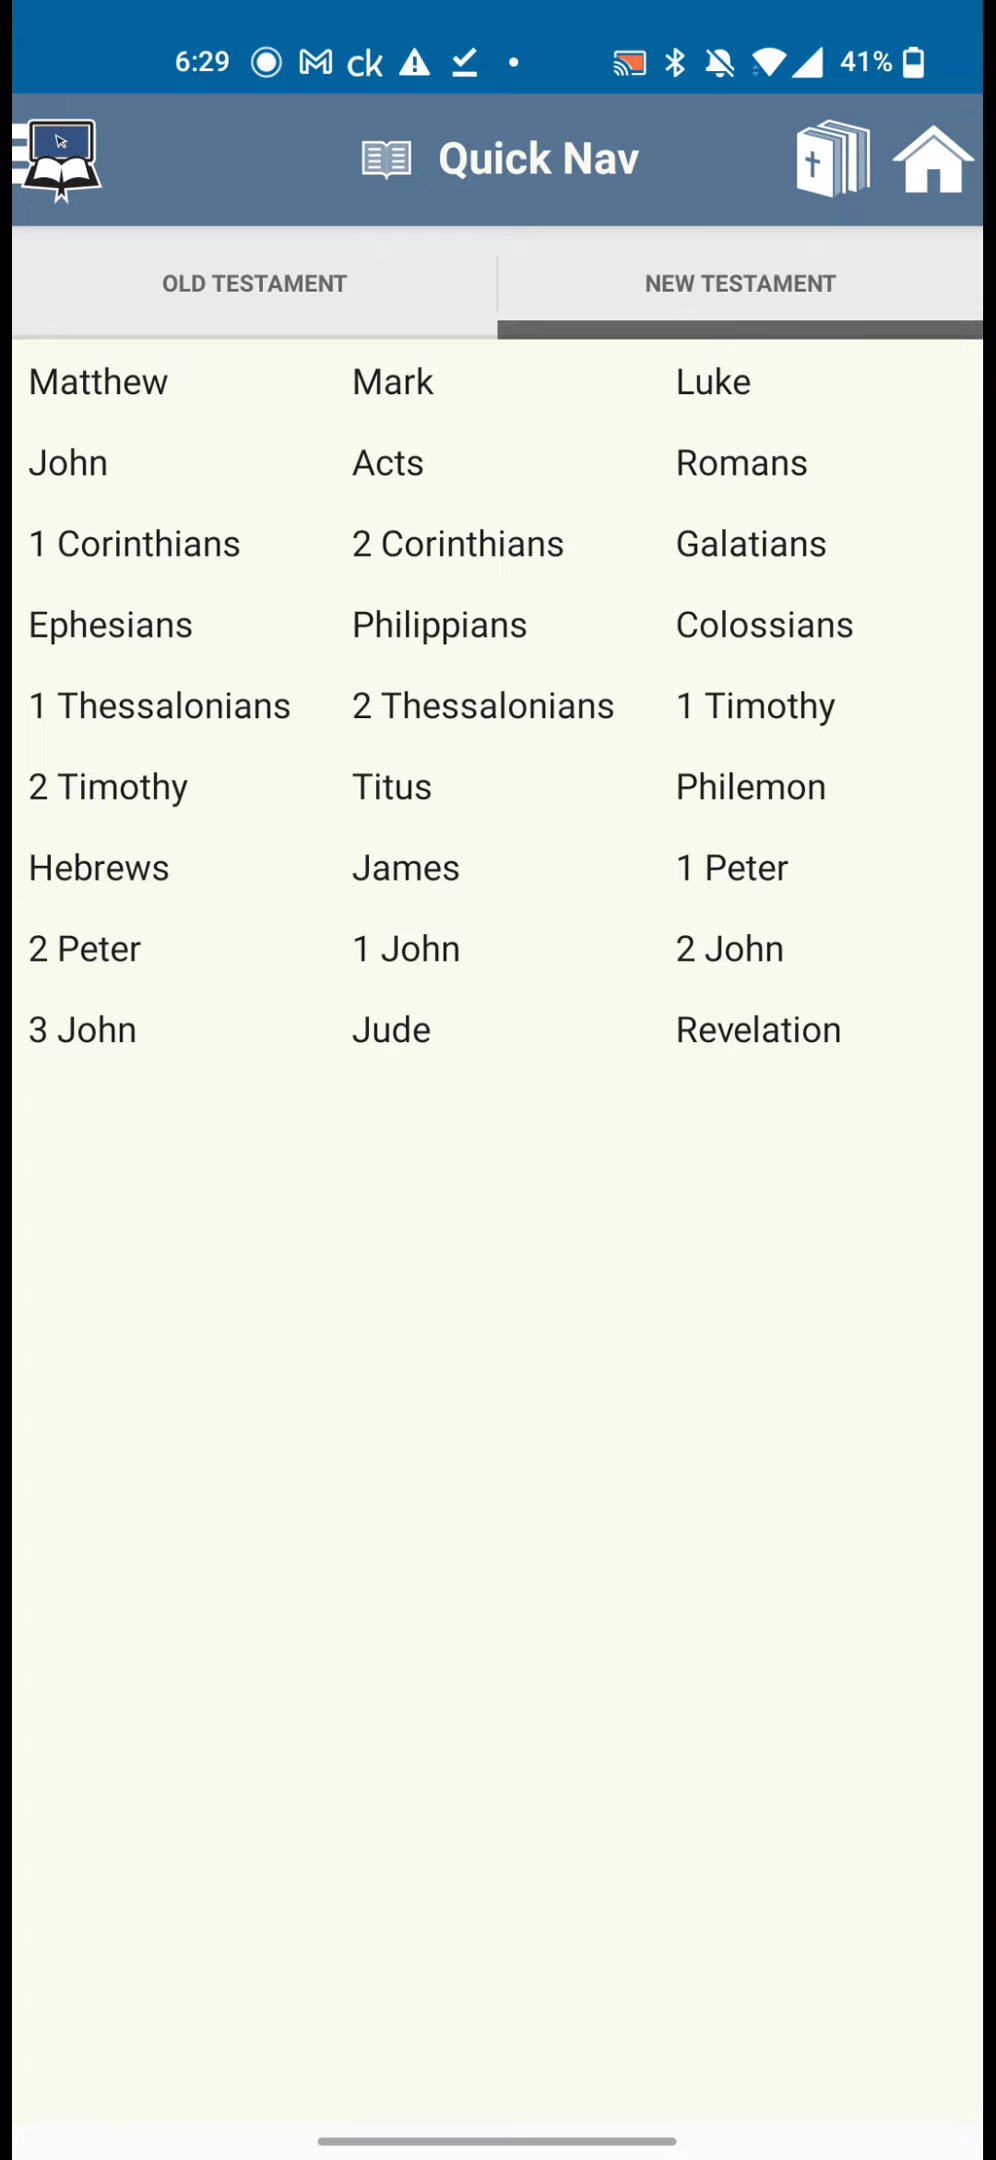 6:29 ck 41%
Quick Nav
OLD TESTAMENT NEW TESTAMENT
Matthew Mark Luke
John Acts Romans
1 Corinthians 2 Corinthians Galatians
Ephesians Philippians Colossians
1 Thessalonians 2 Thessalonians 1 Timothy
2 Timothy Titus Philemon
Hebrews James 1 Peter
2 Peter 1 John 2 John
3 John Jude Revelation